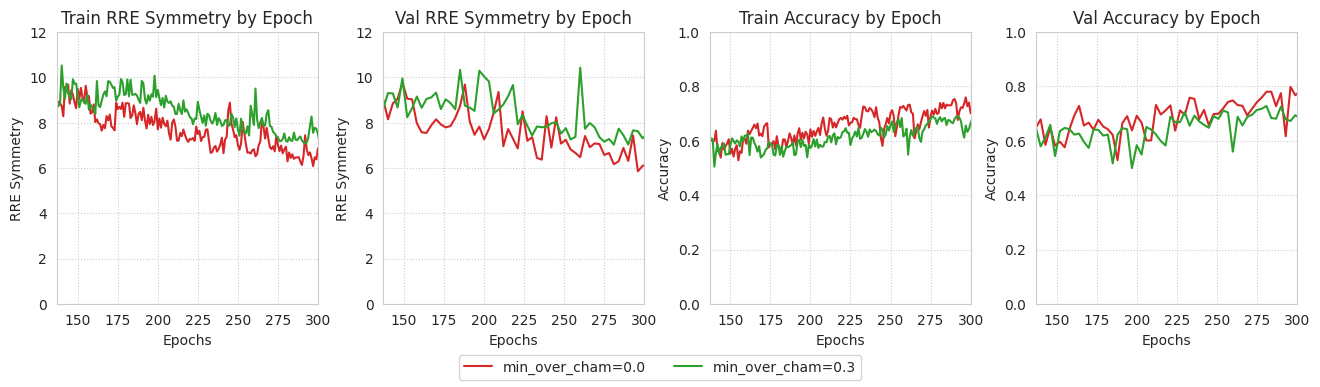 Train RRE Symmetry by Epoch
Val RRE Symmetry by Epoch
Train Accuracy by Epoch
Val Accuracy by Epoch
RRE Symmetry
12
10
8
6
4
2
0
150 175 200 225 250 275 300
Epochs
RRE Symmetry
12
10
8
6
4
2
0
150 175 200 225 250 275 300
Epochs
Accuracy
1.0
0.8
0.6
0.4
0.2
0.0
150 175 200 225 250 275 300
Epochs
Accuracy
1.0
0.8
0.6
0.4
0.2
0.0
150 175 200 225 250 275 300
Epochs
min_over_cham=0.0
min_over_cham=0.3